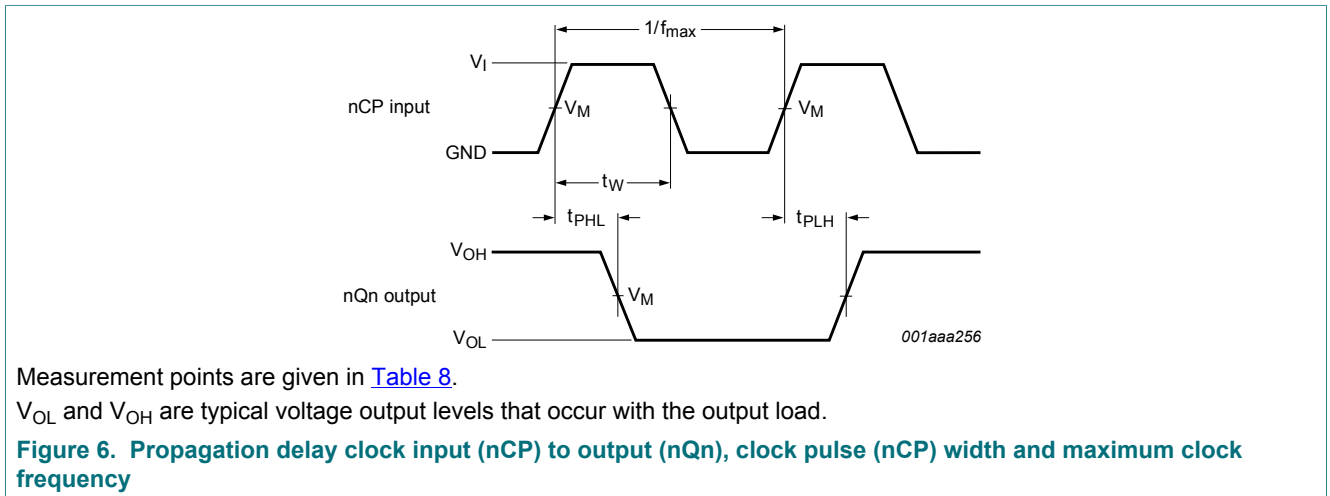 1/fmax
VI
nCP input
VM
VM
GND
tW
tPHL
tPLH
VOH
nQn output
VM
VOL
001aaa256
Measurement points are given in Table 8.
VOL and VOH are typical voltage output levels that occur with the output load.
Figure 6. Propagation delay clock input (nCP) to output (nQn), clock pulse (nCP) width and maximum clock
frequency